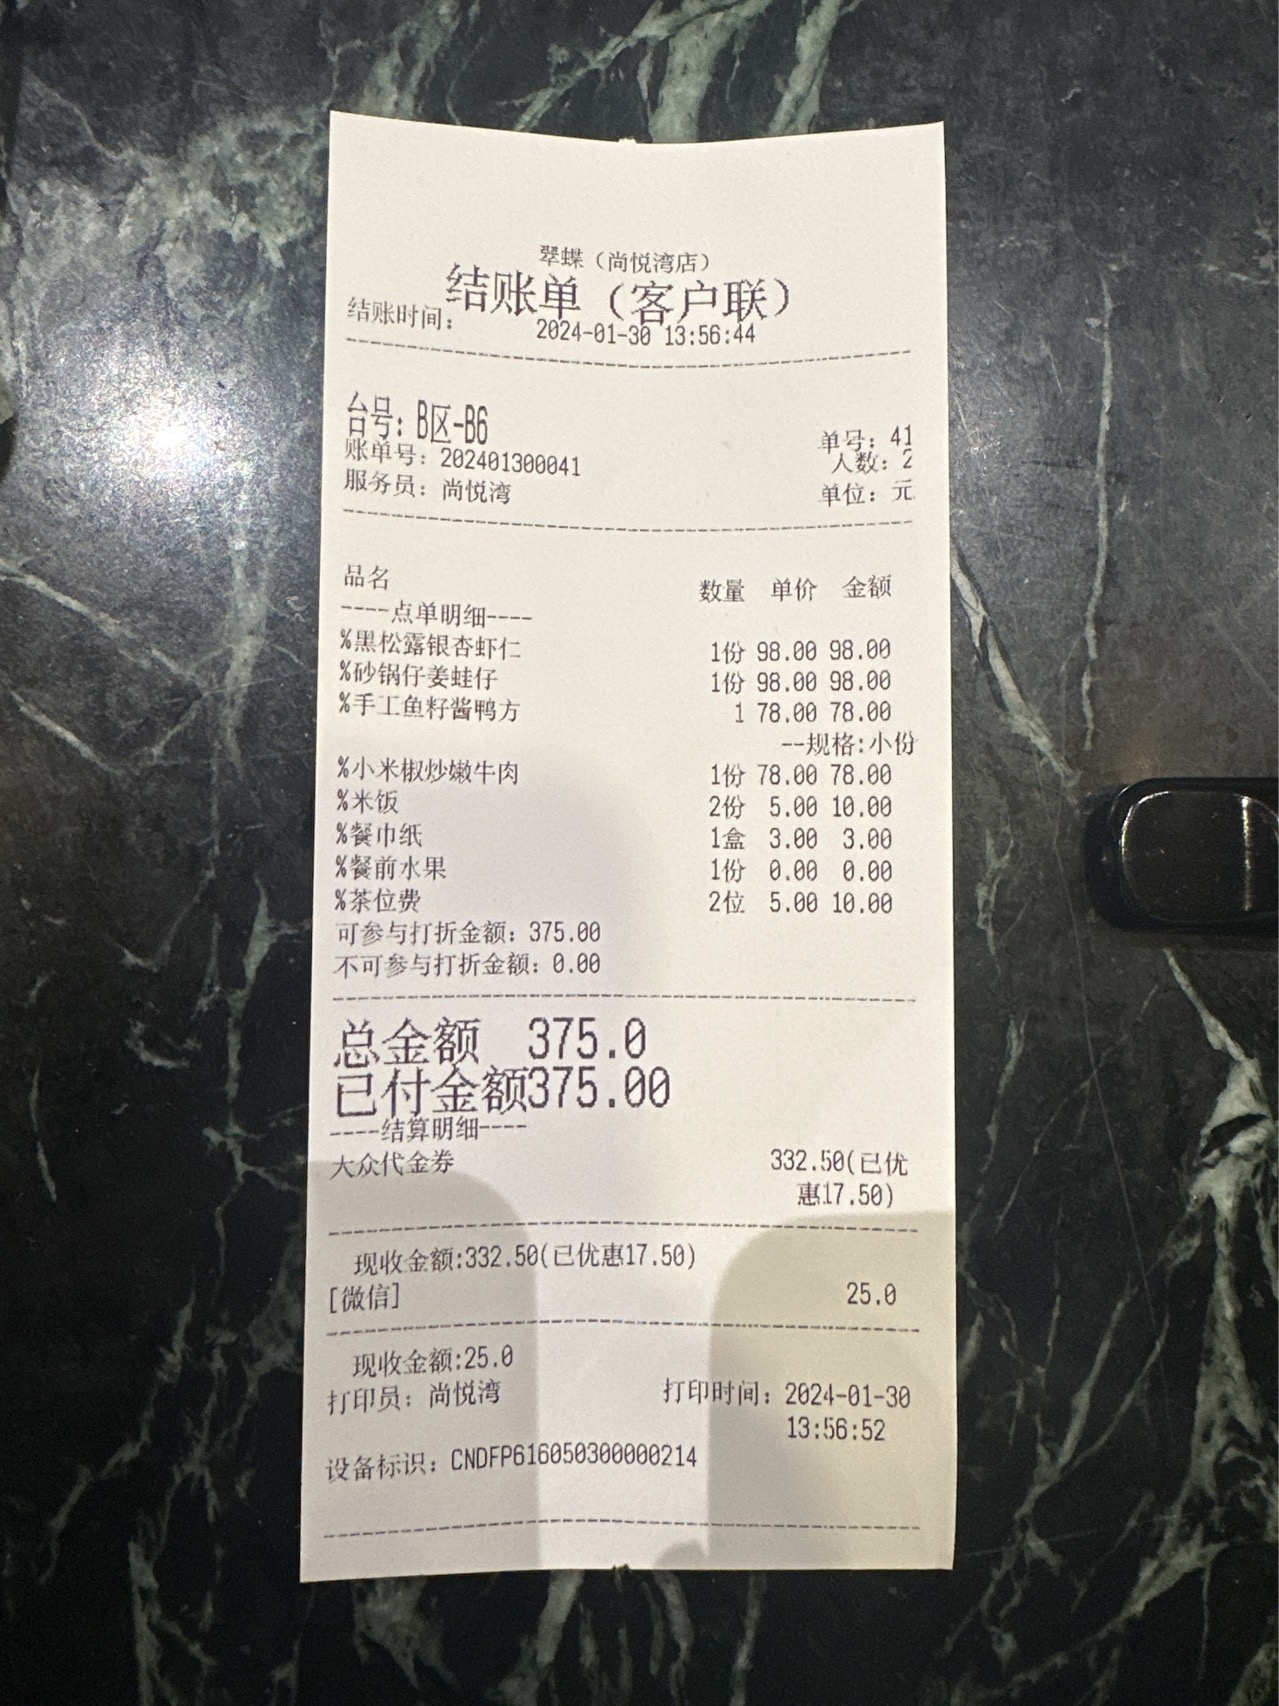 翠蝶（尚悦湾店）
结账单（客户联）
结账时间： 2024-01-30 13:56:44
台号：B区-B6
单号：41
账单号：202401300041 人数：2
服务员：尚悦湾 单位：元
品名 数量 单价 金额
----点单明细----
%黑松露银杏虾仁 1份 98.00 98.00
%砂锅仔姜蛙仔 1份 98.00 98.00
%手工鱼籽酱鸭方 1 78.00 78.00
--规格:小份
%小米椒炒嫩牛肉 1份 78.00 78.00
%米饭 2份 5.00 10.00
%餐巾纸 1盒 3.00 3.00
%餐前水果 1份 0.00 0.00
%茶位费 2位 5.00 10.00
可参与打折金额：375.00
不可参与打折金额：0.00
总金额 375.0
已付金额375.00
----结算明细----
大众代金券 332.50(已优
惠17.50)
现收金额:332.50(已优惠17.50)
[微信] 25.0
现收金额:25.0
打印员：尚悦湾 打印时间：2024-01-30
13:56:52
设备标识：CNDFP616050300000214